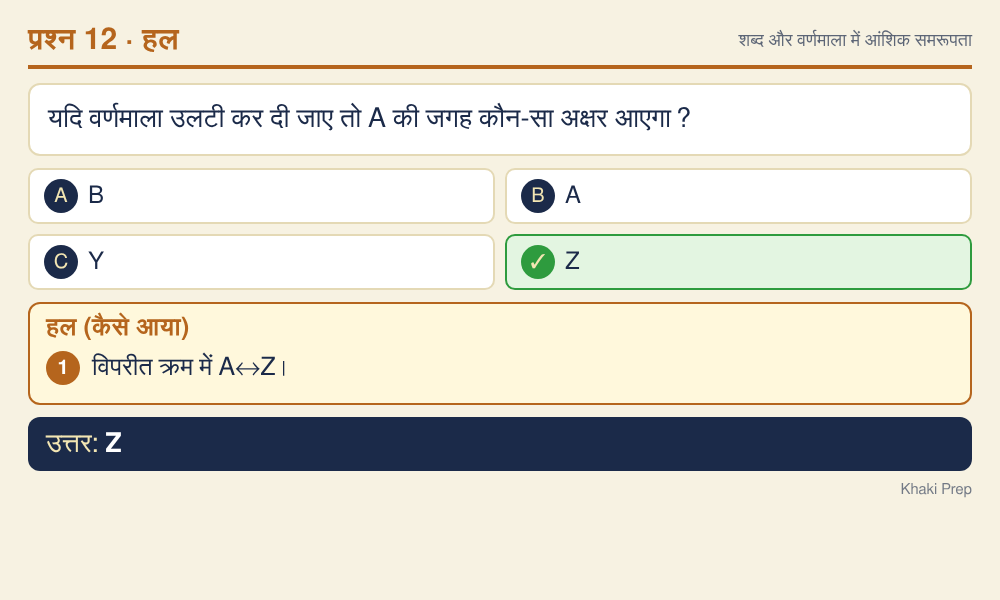 प्रश्न 12 · हल
शब्द और वर्णमाला में आंशिक समरूपता
यदि वर्णमाला उलटी कर दी जाए तो A की जगह कौन-सा अक्षर आएगा ?
A B
B A
C Y
✓ Z
हल (कैसे आया)
1 विपरीत क्रम में A↔Z।
उत्तर: Z
Khaki Prep